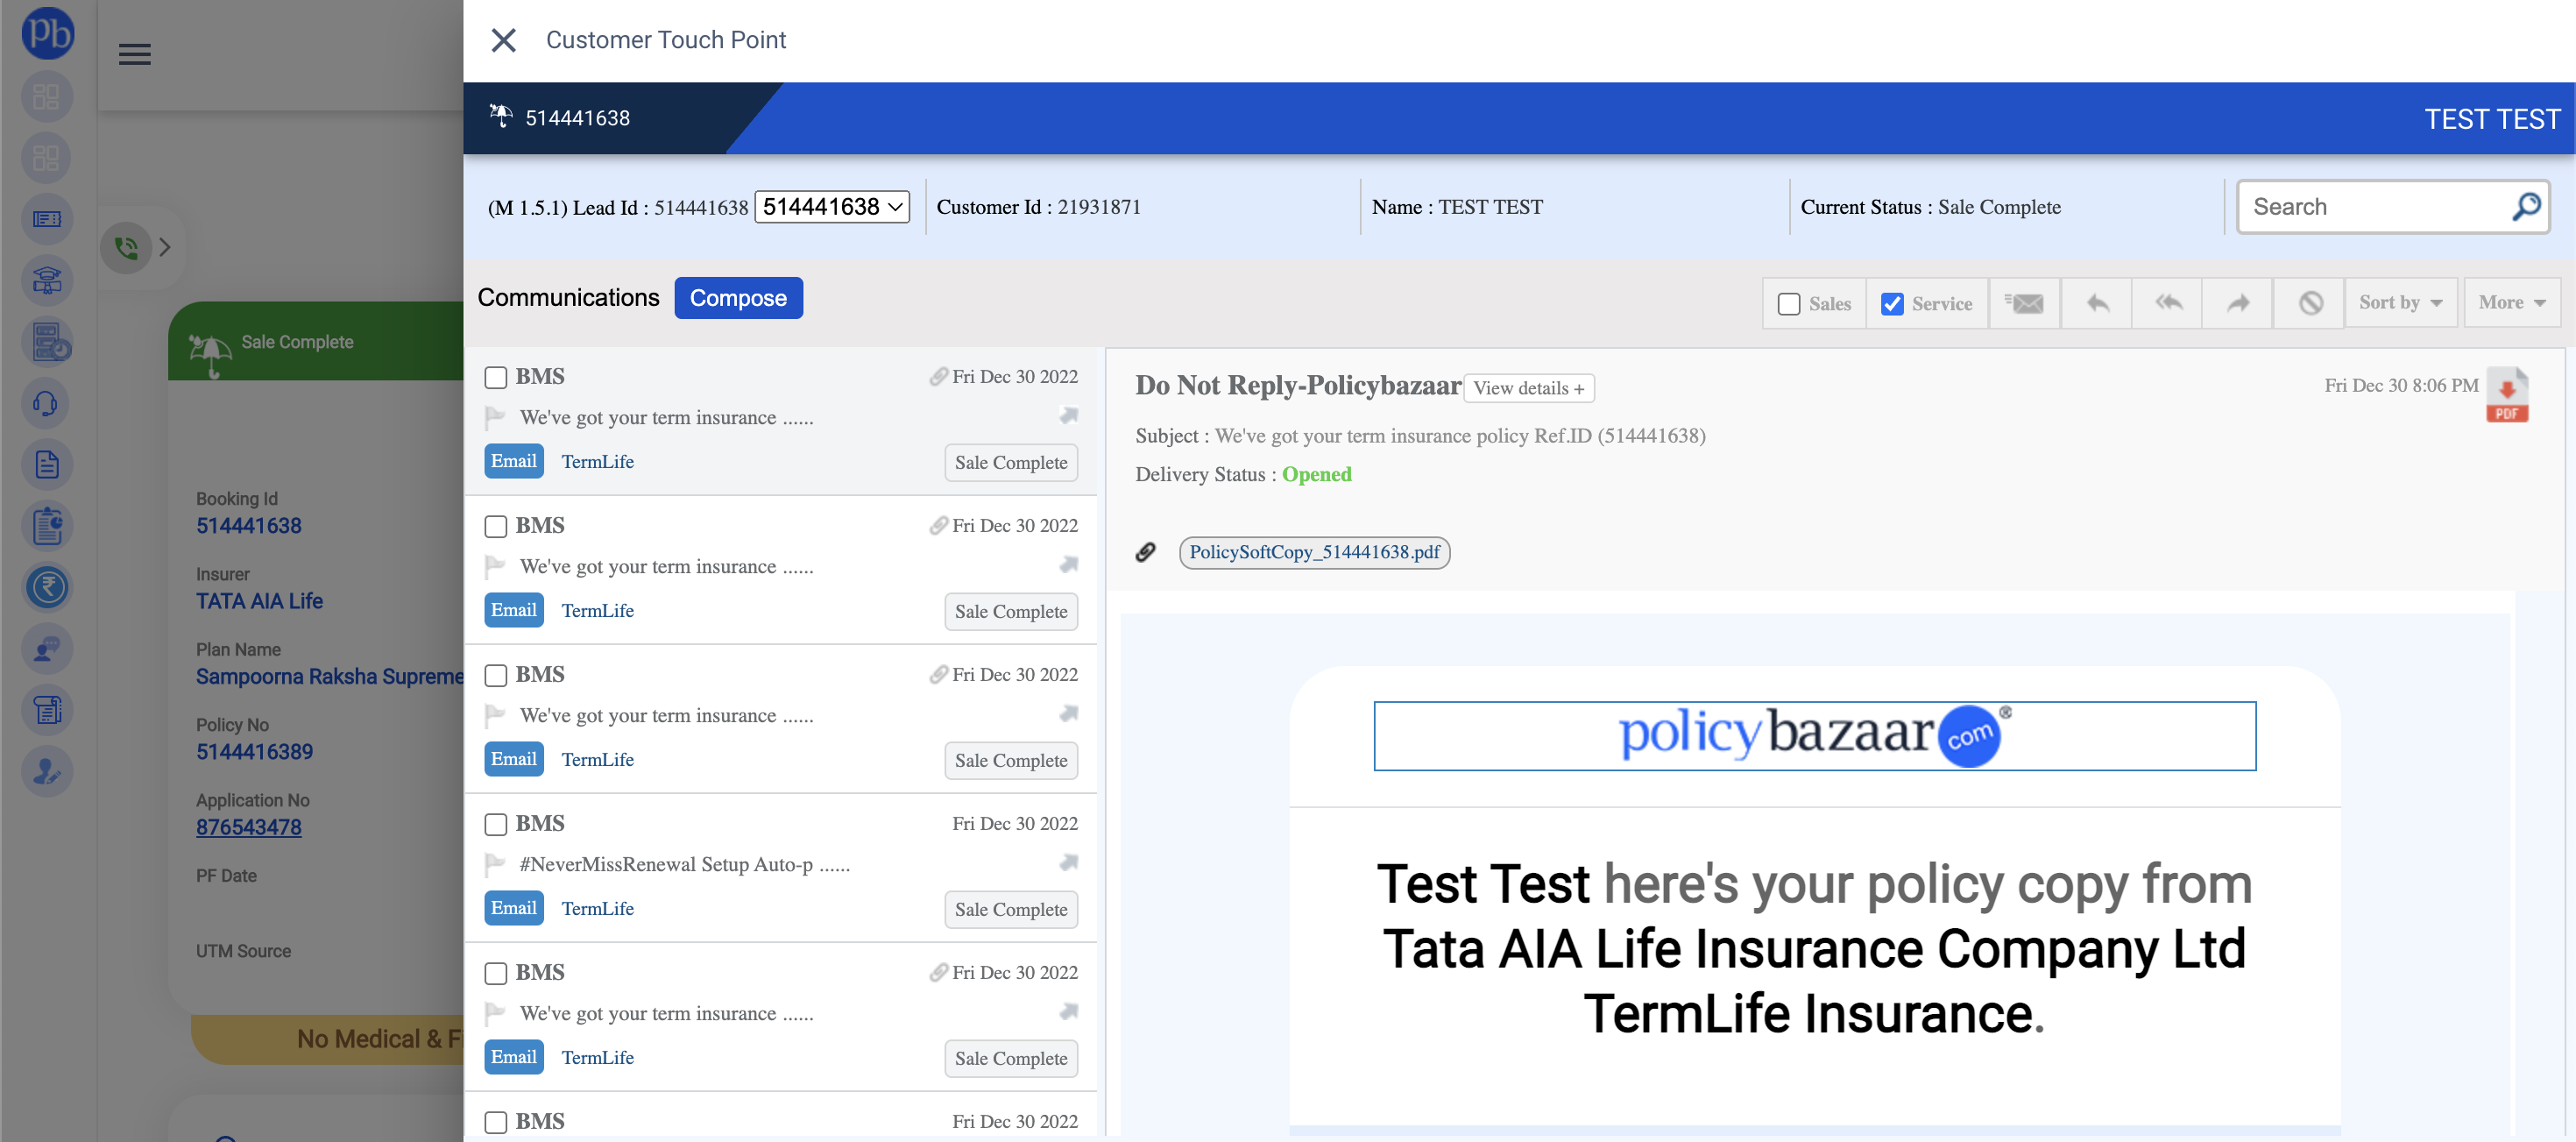 pb
Customer Touch Point
514441638
TEST TEST
(M 1.5.1) Lead Id : 514441638 514441638
Customer Id : 21931871
Name : TEST TEST
Current Status : Sale Complete
Search
Communications
Compose
Sales
Service
Sort by
More
Sale Complete
Booking Id
514441638
Insurer
TATA AIA Life
Plan Name
Sampoorna Raksha Supreme
Policy No
5144416389
Application No
876543478
PF Date
UTM Source
No Medical & Fi
BMS
Fri Dec 30 2022
We've got your term insurance ......
Email
TermLife
Sale Complete
BMS
Fri Dec 30 2022
We've got your term insurance ......
Email
TermLife
Sale Complete
BMS
Fri Dec 30 2022
We've got your term insurance ......
Email
TermLife
Sale Complete
BMS
Fri Dec 30 2022
#NeverMissRenewal Setup Auto-p ......
Email
TermLife
Sale Complete
BMS
Fri Dec 30 2022
We've got your term insurance ......
Email
TermLife
Sale Complete
BMS
Fri Dec 30 2022
Do Not Reply-Policybazaar
View details +
Fri Dec 30 8:06 PM
PDF
Subject : We've got your term insurance policy Ref.ID (514441638)
Delivery Status : Opened
PolicySoftCopy_514441638.pdf
policybazaar com ®
Test Test here's your policy copy from
Tata AIA Life Insurance Company Ltd
TermLife Insurance.